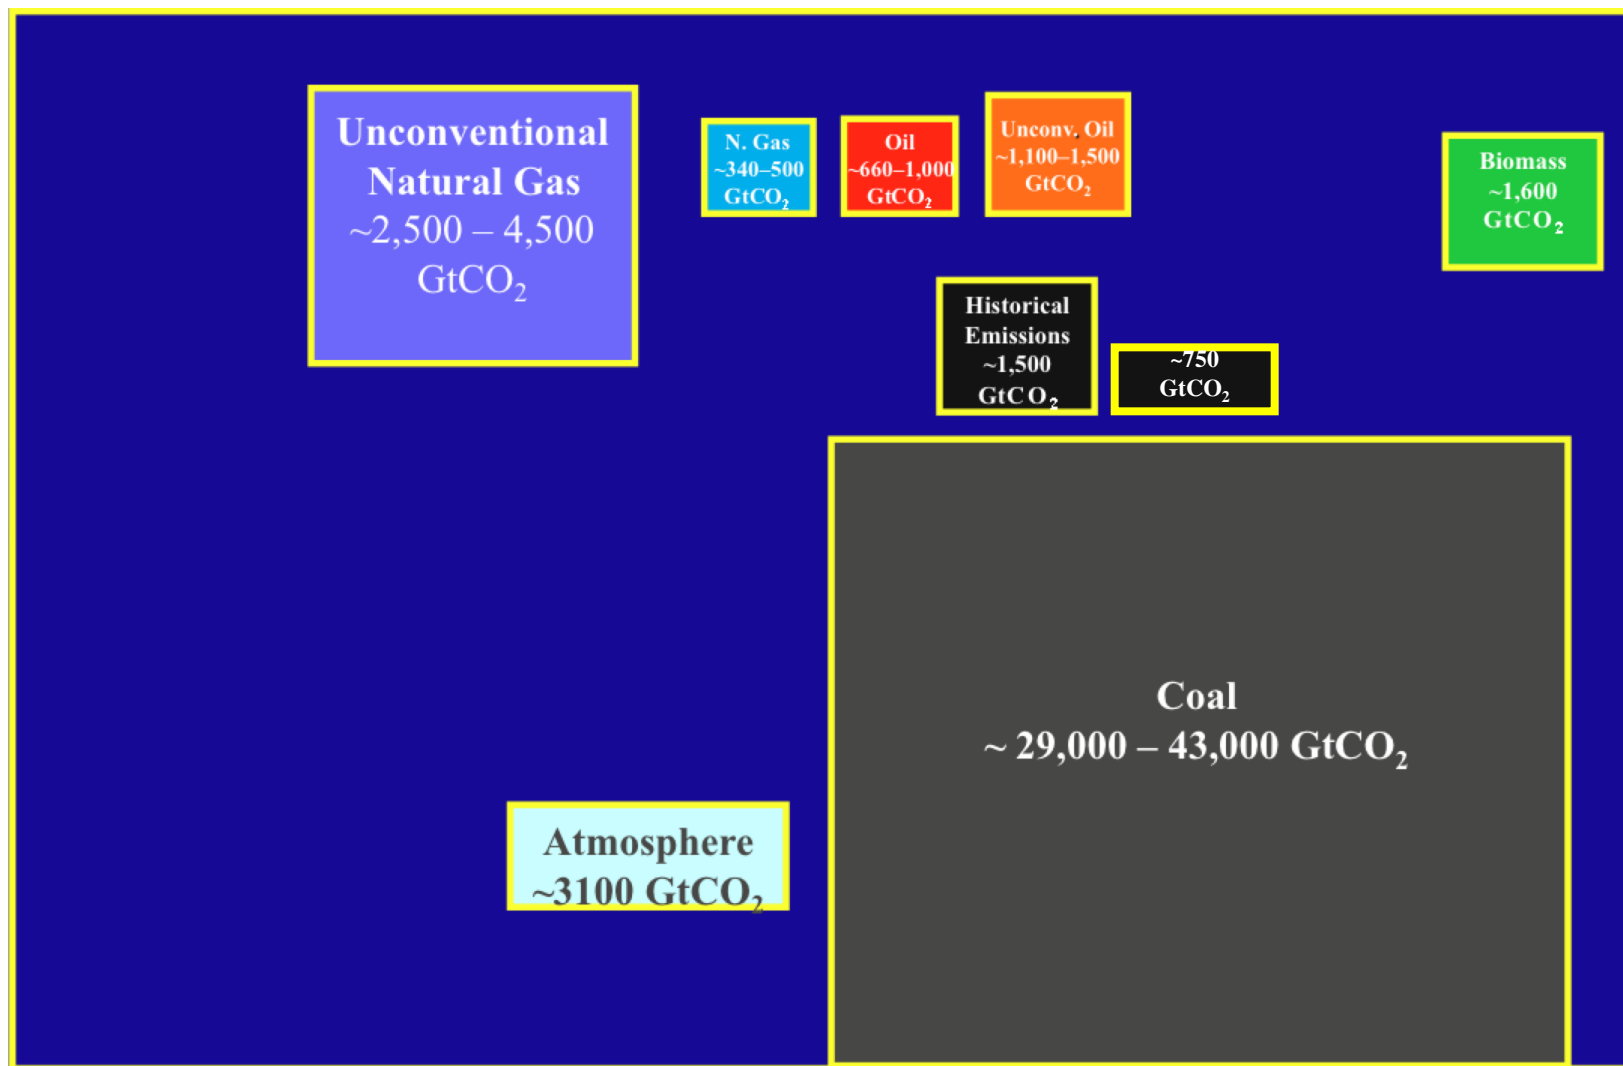 Unconventional
Natural Gas
~2,500 – 4,500
GtCO₂
N. Gas
~340–500
GtCO₂
Oil
~660–1,000
GtCO₂
Unconv. Oil
~1,100–1,500
GtCO₂
Biomass
~1,600
GtCO₂
Historical
Emissions
~1,500
GtCO₂
~750
GtCO₂
Coal
~ 29,000 – 43,000 GtCO₂
Atmosphere
~3100 GtCO₂